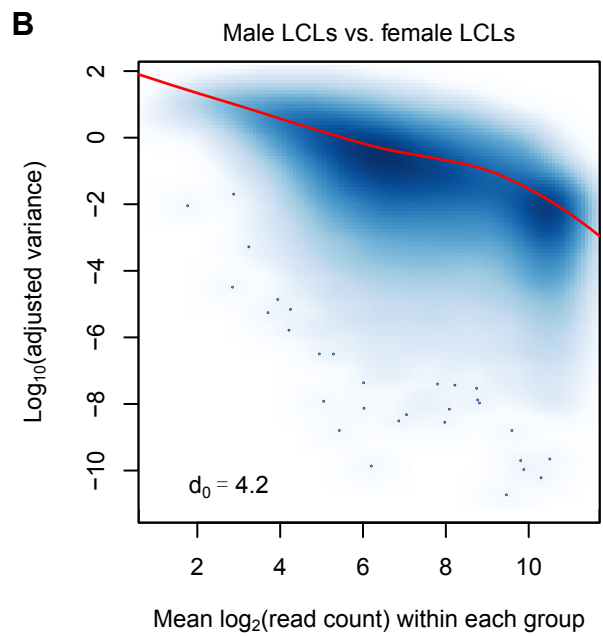 B
Male LCLs vs. female LCLs
Log₁₀(adjusted variance)
2
0
−2
−4
−6
−8
−10
d₀ = 4.2
2 4 6 8 10
Mean log₂(read count) within each group